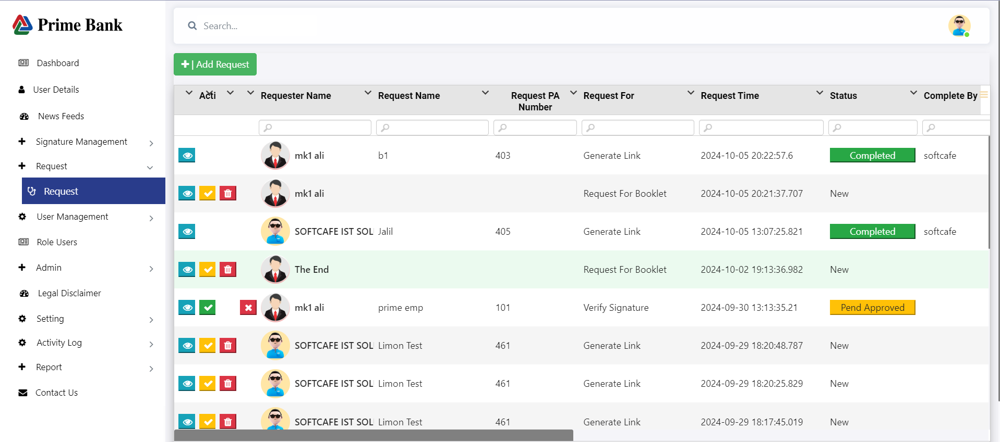 Prime Bank
Search...
Dashboard
User Details
News Feeds
Signature Management
Request
Request
User Management
Role Users
Admin
Legal Disclaimer
Setting
Activity Log
Report
Contact Us
| Add Request
Acti Requester Name Request Name Request PA Number Request For Request Time Status Complete By
mk1 ali b1 403 Generate Link 2024-10-05 20:22:57.6 Completed softcafe
mk1 ali Request For Booklet 2024-10-05 20:21:37.707 New
SOFTCAFE IST SOL Jalil 405 Generate Link 2024-10-05 13:07:25.821 Completed softcafe
The End Request For Booklet 2024-10-02 19:13:36.982 New
mk1 ali prime emp 101 Verify Signature 2024-09-30 13:13:35.21 Pend Approved
SOFTCAFE IST SOL Limon Test 461 Generate Link 2024-09-29 18:20:48.787 New
SOFTCAFE IST SOL Limon Test 461 Generate Link 2024-09-29 18:20:25.829 New
SOFTCAFE IST SOL Limon Test 461 Generate Link 2024-09-29 18:17:45.019 New